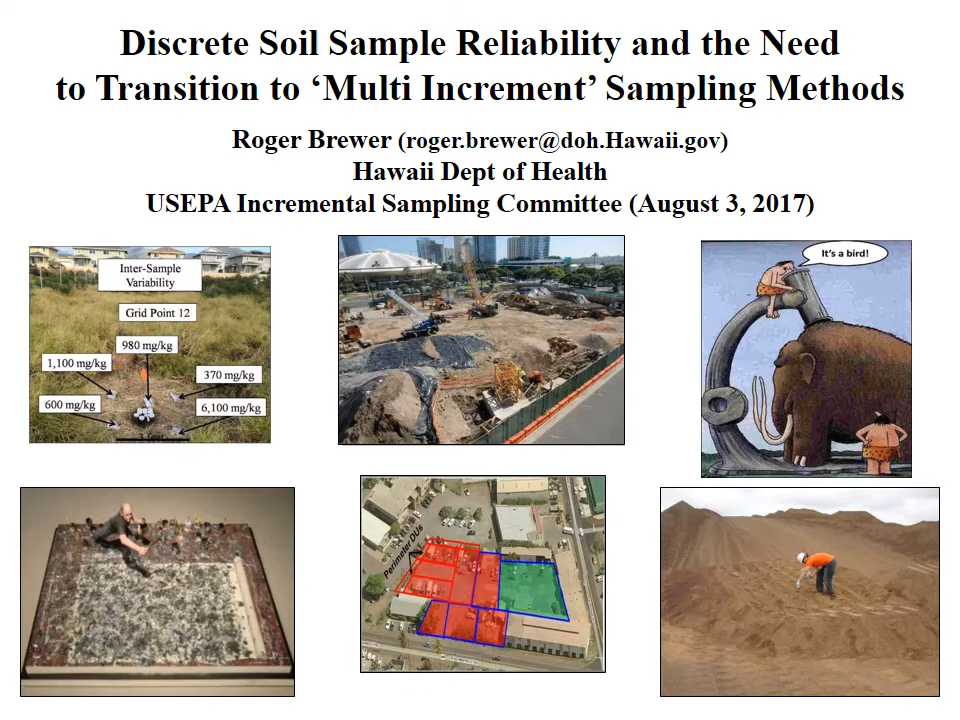 Discrete Soil Sample Reliability and the Need
to Transition to ‘Multi Increment’ Sampling Methods
Roger Brewer (roger.brewer@doh.Hawaii.gov)
Hawaii Dept of Health
USEPA Incremental Sampling Committee (August 3, 2017)
Inter-Sample
Variability
Grid Point 12
980 mg/kg
1,100 mg/kg
370 mg/kg
600 mg/kg
6,100 mg/kg
It's a bird!
Perimeter DUs